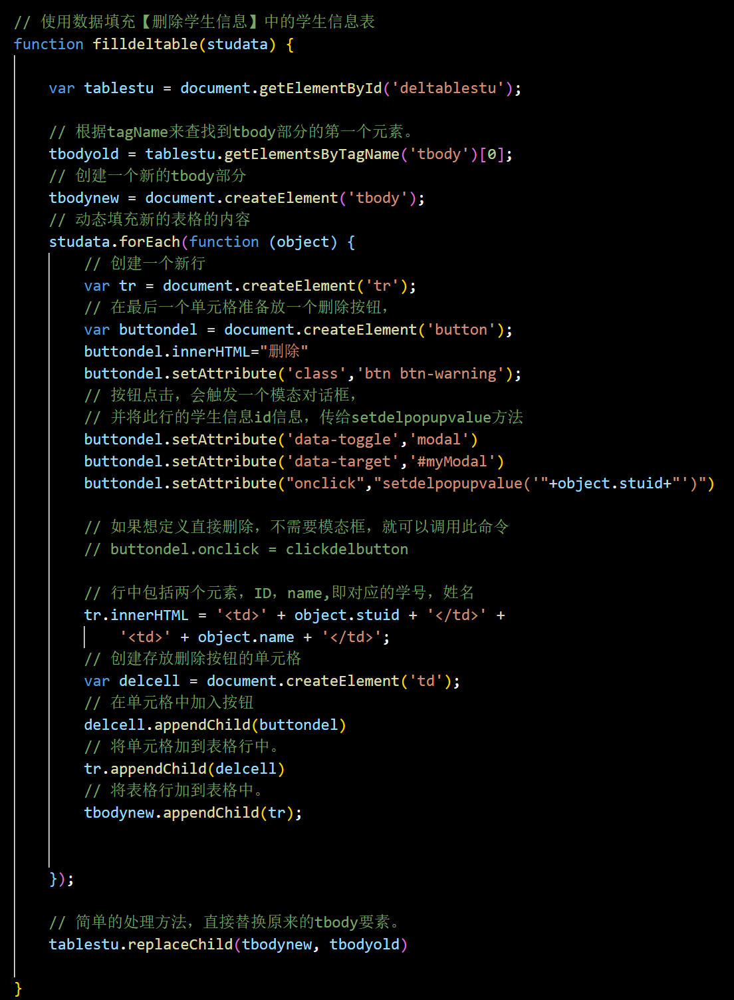 // 使用数据填充【删除学生信息】中的学生信息表
function filldeltable(studata) {
var tablestu = document.getElementById('deltablestu');
// 根据tagName来查找到tbody部分的第一个元素。
tbodyold = tablestu.getElementsByTagName('tbody')[0];
// 创建一个新的tbody部分
tbodynew = document.createElement('tbody');
// 动态填充新的表格的内容
studata.forEach(function (object) {
// 创建一个新行
var tr = document.createElement('tr');
// 在最后一个单元格准备放一个删除按钮，
var buttondel = document.createElement('button');
buttondel.innerHTML="删除"
buttondel.setAttribute('class','btn btn-warning');
// 按钮点击，会触发一个模态对话框，
// 并将此行的学生信息id信息，传给setdelpopupvalue方法
buttondel.setAttribute('data-toggle','modal')
buttondel.setAttribute('data-target','#myModal')
buttondel.setAttribute("onclick","setdelpopupvalue('"+object.stuid+"')")
// 如果想定义直接删除，不需要模态框，就可以调用此命令
// buttondel.onclick = clickdelbutton
// 行中包括两个元素，ID，name,即对应的学号，姓名
tr.innerHTML = '<td>' + object.stuid + '</td>' +
'<td>' + object.name + '</td>';
// 创建存放删除按钮的单元格
var delcell = document.createElement('td');
// 在单元格中加入按钮
delcell.appendChild(buttondel)
// 将单元格加到表格行中。
tr.appendChild(delcell)
// 将表格行加到表格中。
tbodynew.appendChild(tr);
});
// 简单的处理方法，直接替换原来的tbody要素。
tablestu.replaceChild(tbodynew, tbodyold)
}